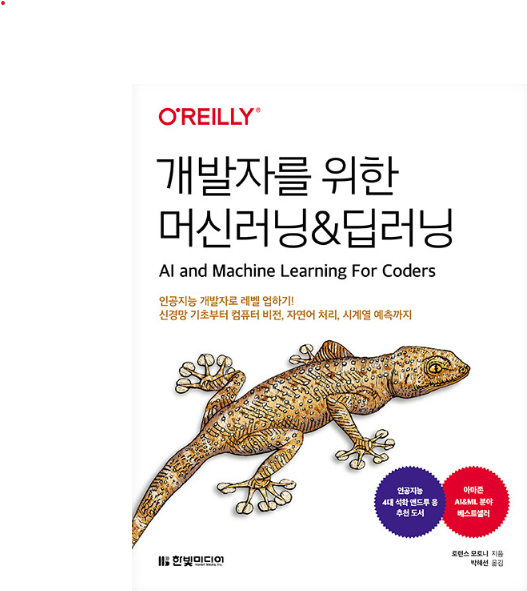 O'REILLY®
개발자를 위한
머신러닝&딥러닝
AI and Machine Learning For Coders
인공지능 개발자로 레벨 업하기!
신경망 기초부터 컴퓨터 비전, 자연어 처리, 시계열 예측까지
인공지능
4대 석학 앤드루 응
추천 도서
아마존
AI&ML 분야
베스트셀러
로런스 모로니 지음
박해선 옮김
한빛미디어